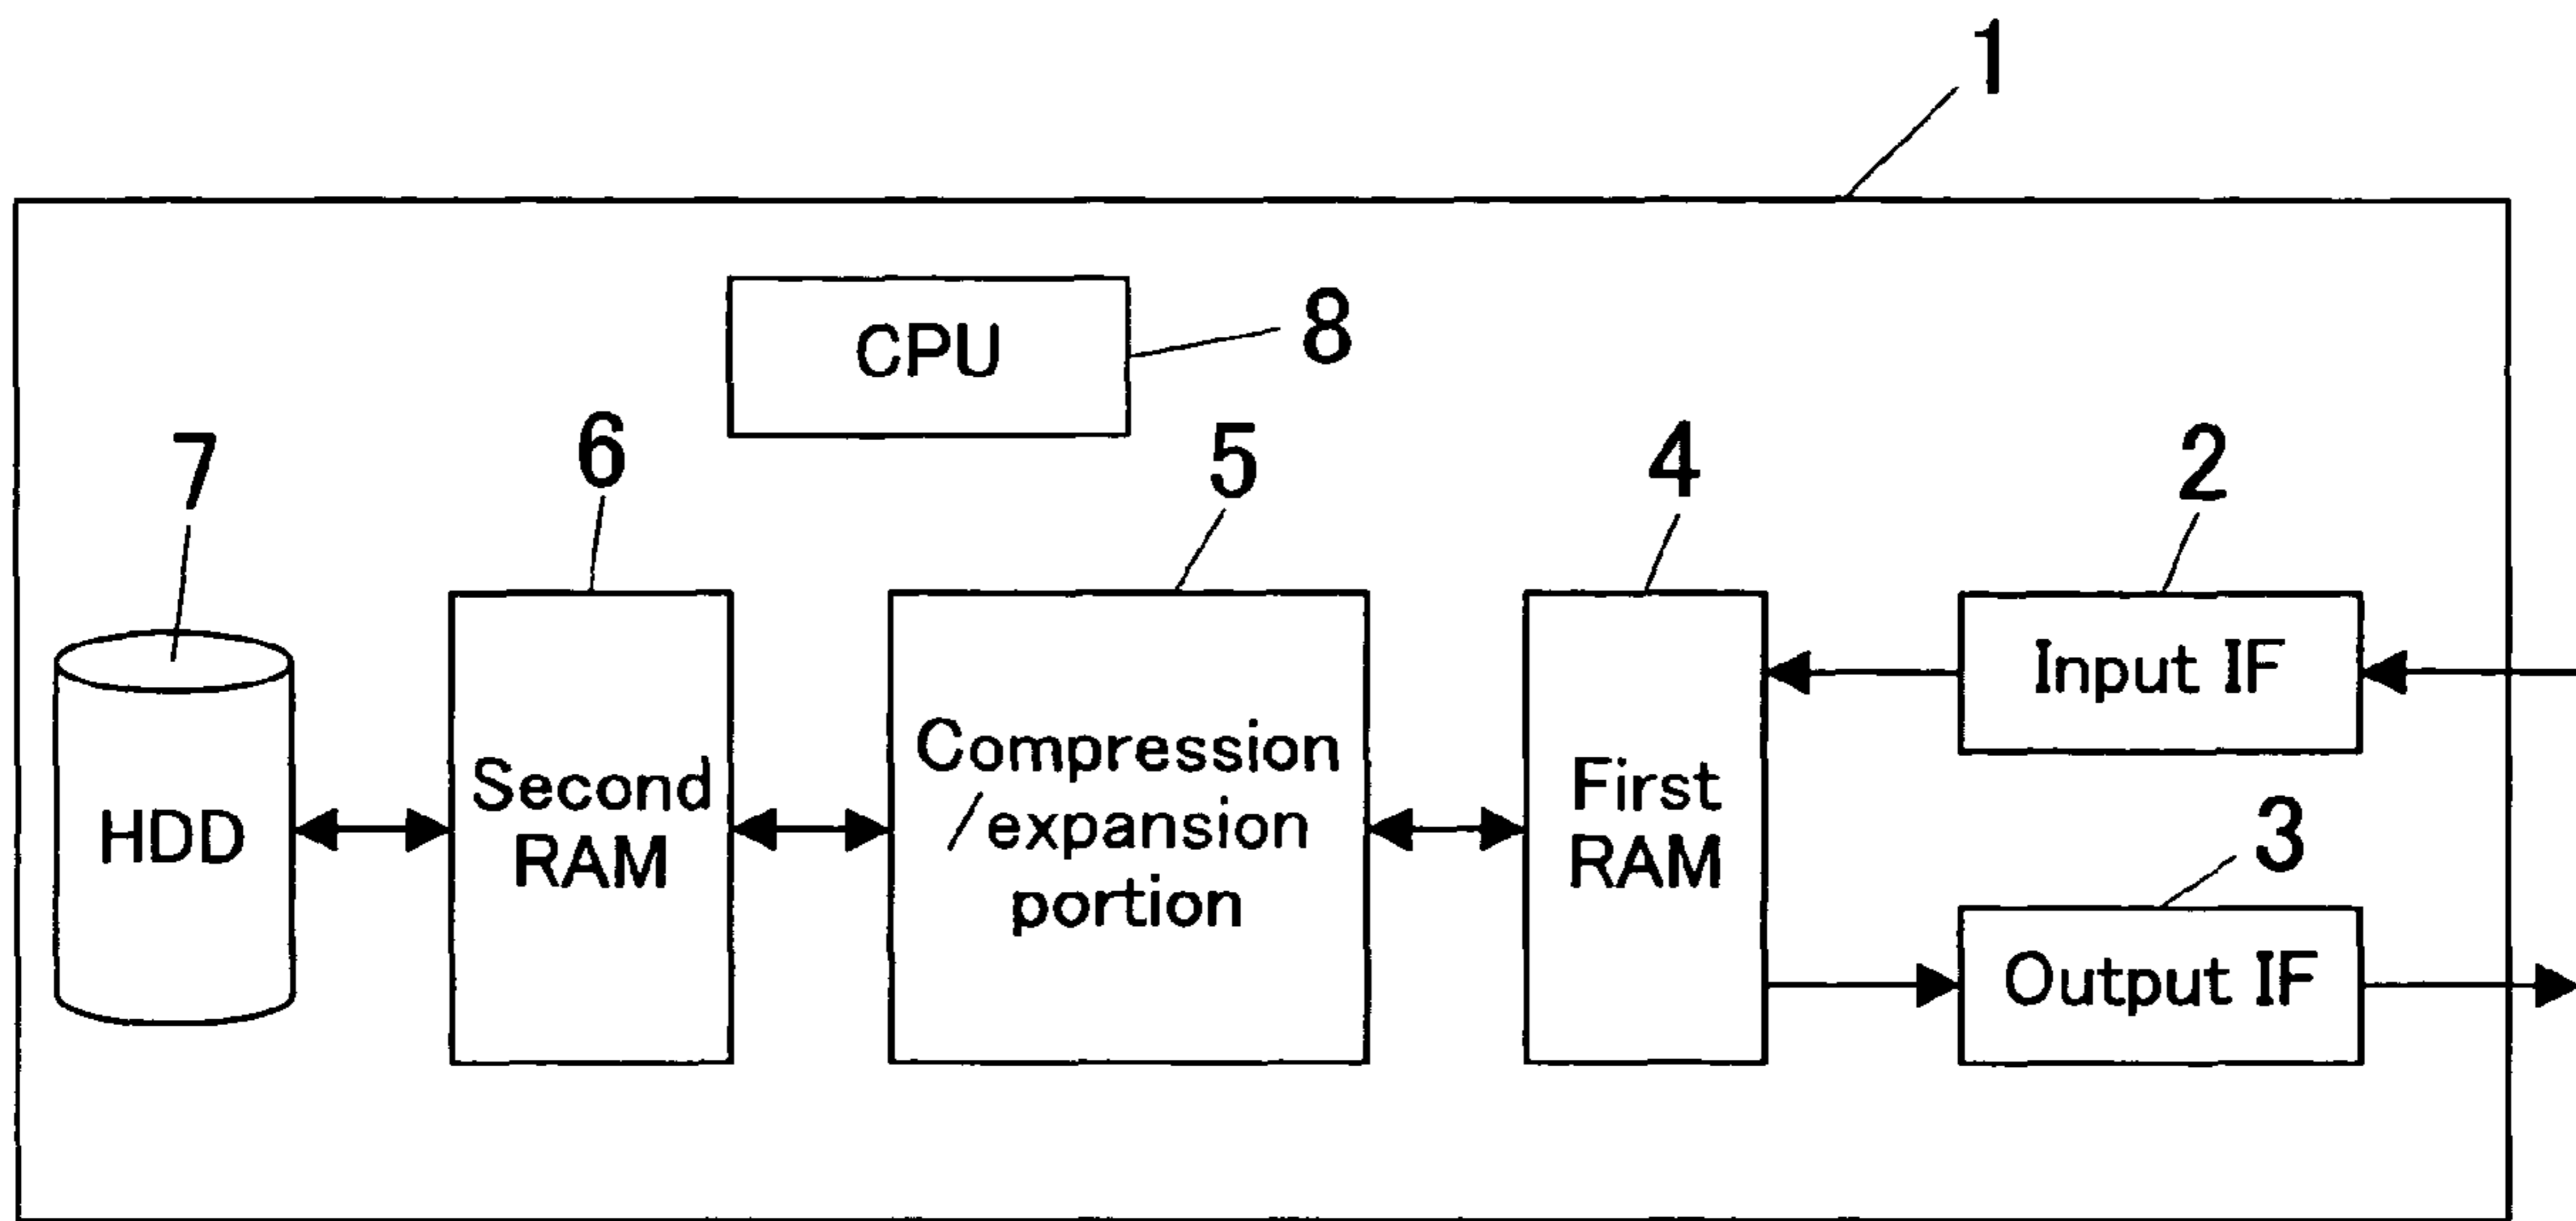 1
CPU
8
7
6
5
4
2
Input IF
HDD
Second
RAM
Compression
/expansion
portion
First
RAM
3
Output IF